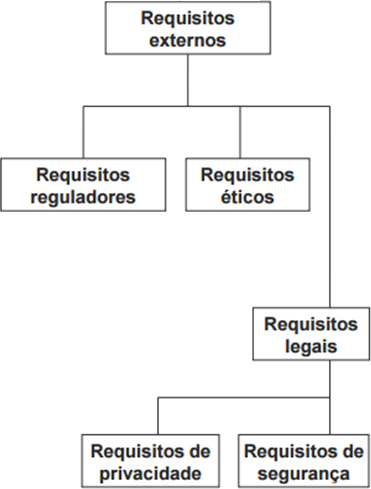 Requisitos
externos
Requisitos
reguladores
Requisitos
éticos
Requisitos
legais
Requisitos de
privacidade
Requisitos de
segurança